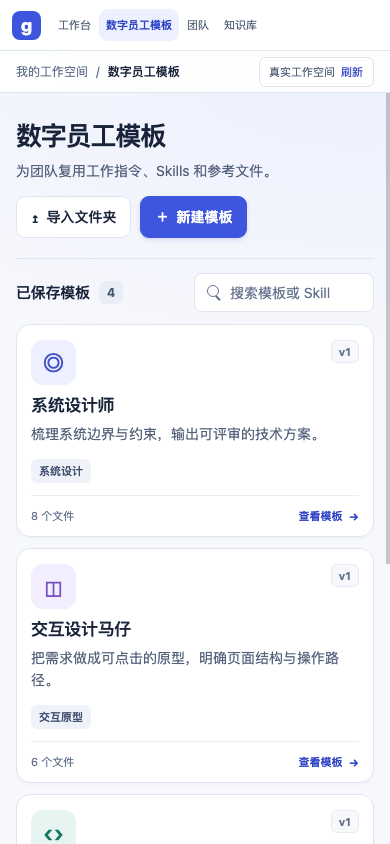 g 工作台 数字员工模板 团队 知识库
我的工作空间 / 数字员工模板 真实工作空间 刷新
数字员工模板
为团队复用工作指令、Skills 和参考文件。
↥ 导入文件夹 + 新建模板
已保存模板 4 搜索模板或 Skill
v1
系统设计师
梳理系统边界与约束，输出可评审的技术方案。
系统设计
8 个文件 查看模板 →
v1
交互设计马仔
把需求做成可点击的原型，明确页面结构与操作路
径。
交互原型
6 个文件 查看模板 →
v1